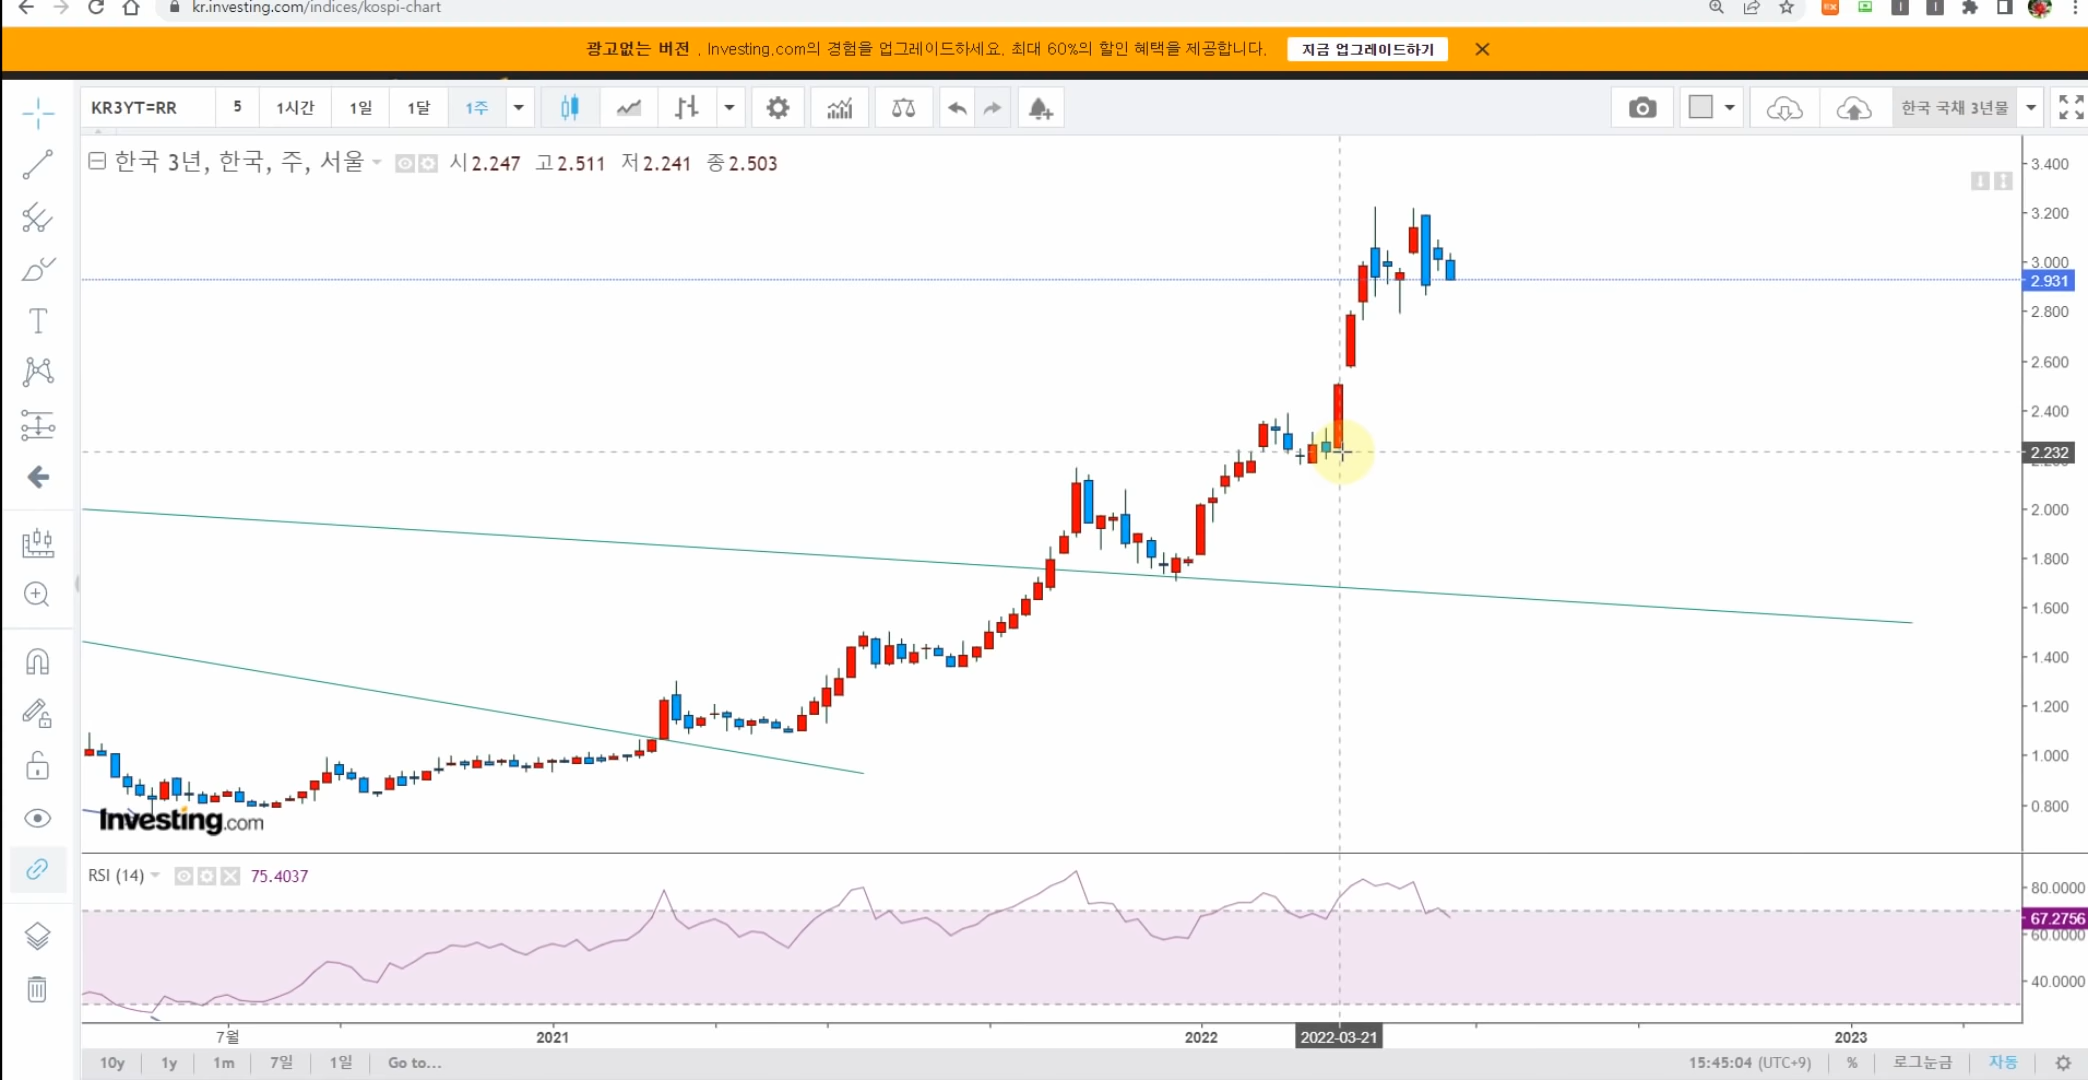 kr.investing.com/indices/kospi-chart
광고없는 버전 . Investing.com의 경험을 업그레이드하세요. 최대 60%의 할인 혜택을 제공합니다. 지금 업그레이드하기
KR3YT=RR 5 1시간 1일 1달 1주 한국 국채 3년물
한국 3년, 한국, 주, 서울 시2.247 고2.511 저2.241 종2.503
3.400
3.200
3.000
2.931
2.800
2.600
2.400
2.232
2.000
1.800
1.600
1.400
1.200
1.000
0.800
Investing.com
RSI (14) 75.4037
80.0000
67.2756
60.0000
40.0000
7월 2021 2022 2022-03-21 2023
10y 1y 1m 7일 1일 Go to... 15:45:04 (UTC+9) % 로그눈금 자동